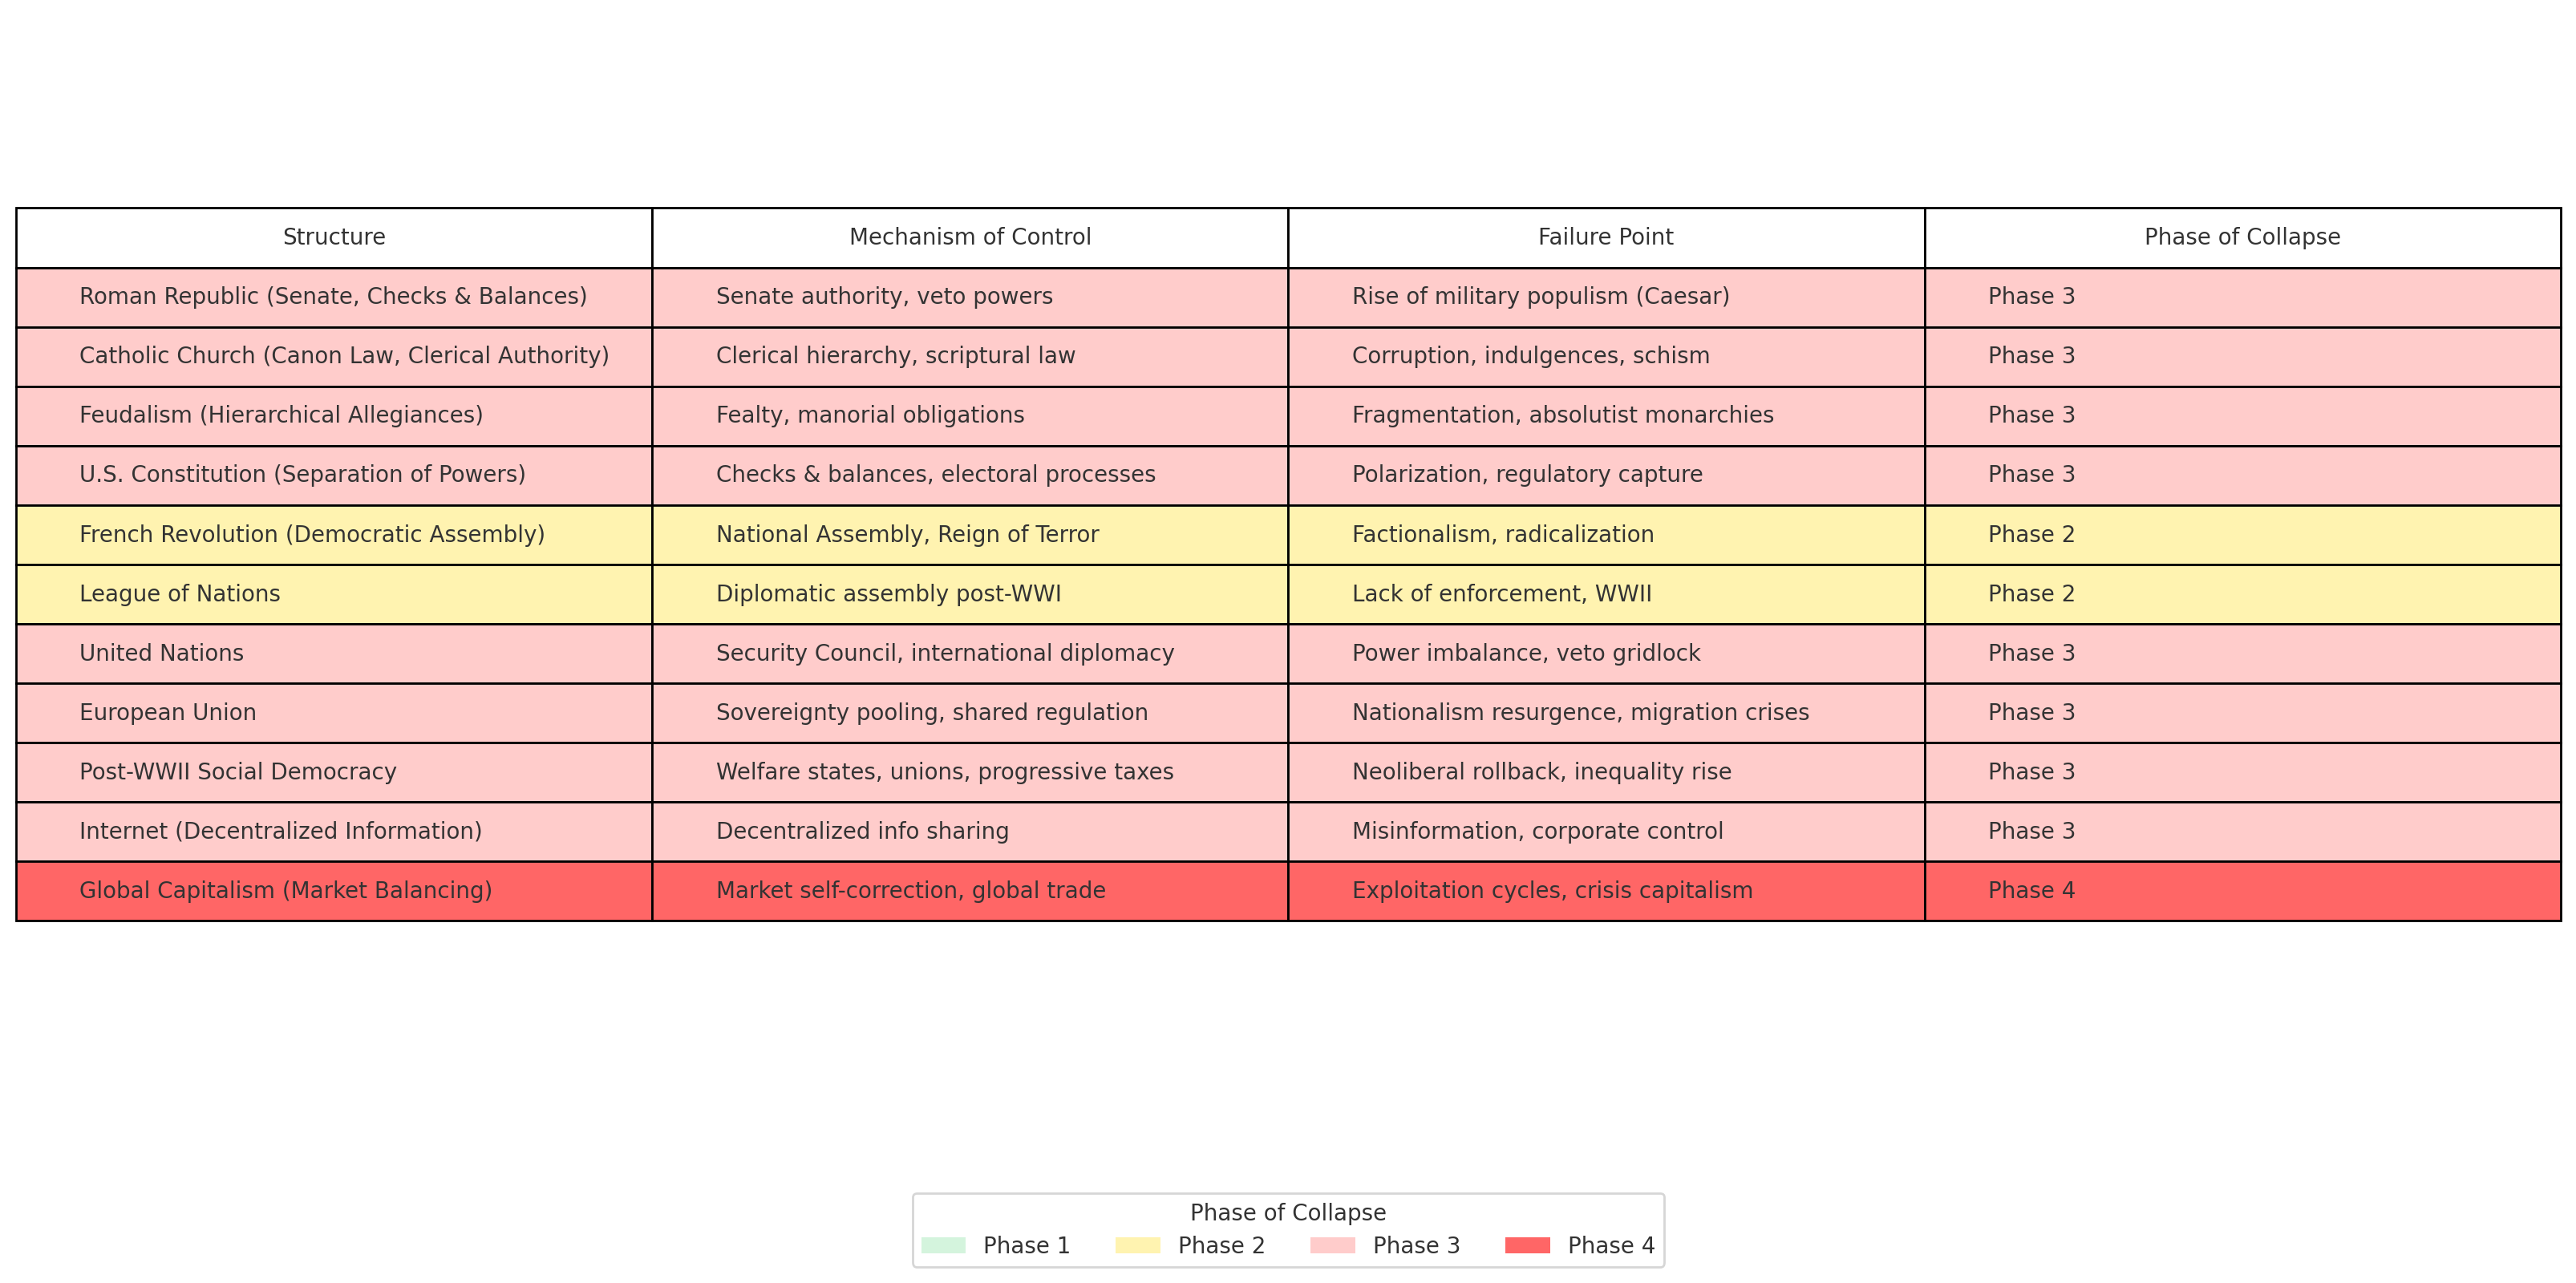 Structure Mechanism of Control Failure Point Phase of Collapse
Roman Republic (Senate, Checks & Balances) Senate authority, veto powers Rise of military populism (Caesar) Phase 3
Catholic Church (Canon Law, Clerical Authority) Clerical hierarchy, scriptural law Corruption, indulgences, schism Phase 3
Feudalism (Hierarchical Allegiances) Fealty, manorial obligations Fragmentation, absolutist monarchies Phase 3
U.S. Constitution (Separation of Powers) Checks & balances, electoral processes Polarization, regulatory capture Phase 3
French Revolution (Democratic Assembly) National Assembly, Reign of Terror Factionalism, radicalization Phase 2
League of Nations Diplomatic assembly post-WWI Lack of enforcement, WWII Phase 2
United Nations Security Council, international diplomacy Power imbalance, veto gridlock Phase 3
European Union Sovereignty pooling, shared regulation Nationalism resurgence, migration crises Phase 3
Post-WWII Social Democracy Welfare states, unions, progressive taxes Neoliberal rollback, inequality rise Phase 3
Internet (Decentralized Information) Decentralized info sharing Misinformation, corporate control Phase 3
Global Capitalism (Market Balancing) Market self-correction, global trade Exploitation cycles, crisis capitalism Phase 4
Phase of Collapse
Phase 1 Phase 2 Phase 3 Phase 4